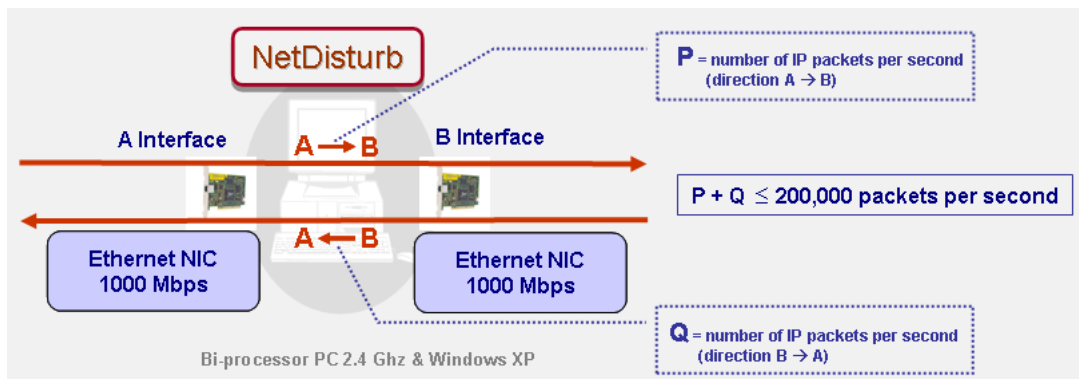 NetDisturb
P = number of IP packets per second
(direction A → B)
A Interface
B Interface
A → B
P + Q ≤ 200,000 packets per second
A ← B
Ethernet NIC
1000 Mbps
Ethernet NIC
1000 Mbps
Q = number of IP packets per second
(direction B → A)
Bi-processor PC 2.4 Ghz & Windows XP